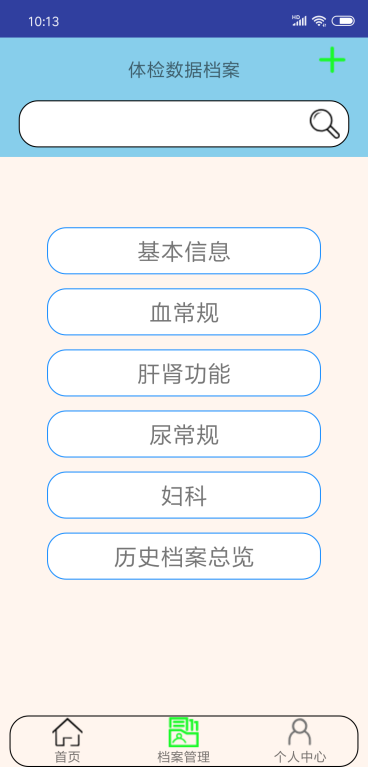 10:13
体检数据档案
基本信息
血常规
肝肾功能
尿常规
妇科
历史档案总览
首页
档案管理
个人中心